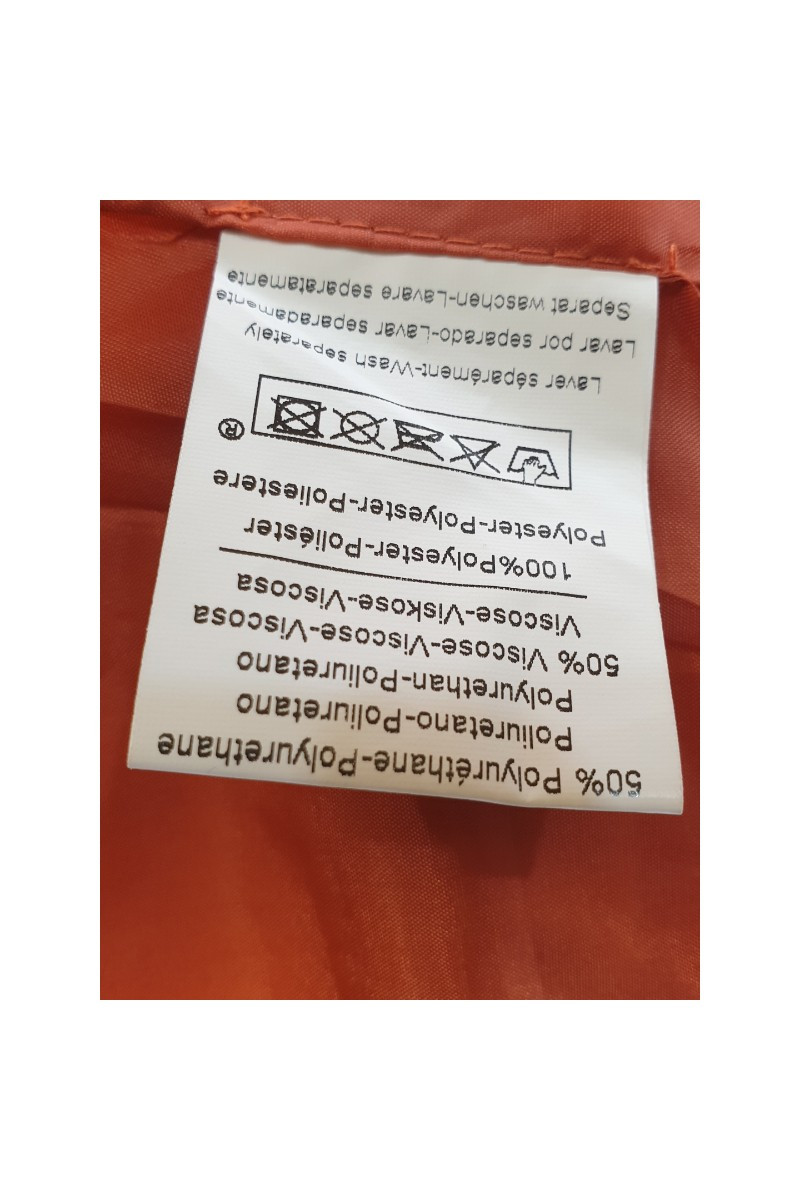 50% Polyuréthane-Polyurethane
Poliuretano-Poliuretano
Polyurethan-Poliuretano
50% Viscose-Viscose-Viscosa
Viscose-Viskose-Viscosa
100%Polyester-Poliéster
Polyester-Polyester-Poliestere
®
Laver séparément-Wash separately
Lavar por separado-Lavar separadamente
Separat waschen-Lavare separatamente